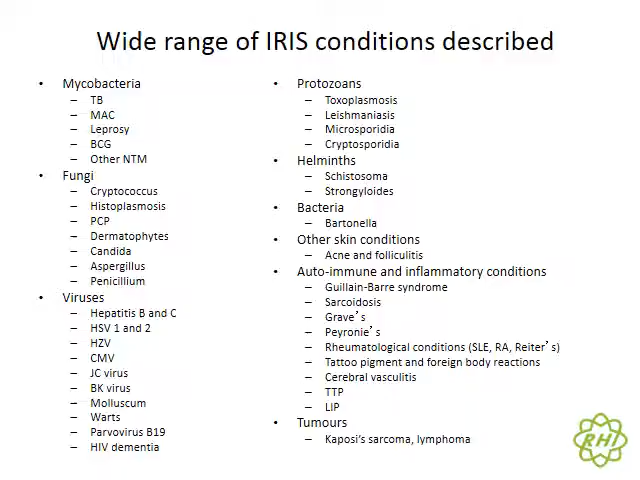 Wide range of IRIS conditions described
• Mycobacteria
– TB
– MAC
– Leprosy
– BCG
– Other NTM
• Fungi
– Cryptococcus
– Histoplasmosis
– PCP
– Dermatophytes
– Candida
– Aspergillus
– Penicillium
• Viruses
– Hepatitis B and C
– HSV 1 and 2
– HZV
– CMV
– JC virus
– BK virus
– Molluscum
– Warts
– Parvovirus B19
– HIV dementia
• Protozoans
– Toxoplasmosis
– Leishmaniasis
– Microsporidia
– Cryptosporidia
• Helminths
– Schistosoma
– Strongyloides
• Bacteria
– Bartonella
• Other skin conditions
– Acne and folliculitis
• Auto-immune and inflammatory conditions
– Guillain-Barre syndrome
– Sarcoidosis
– Grave’s
– Peyronie’s
– Rheumatological conditions (SLE, RA, Reiter’s)
– Tattoo pigment and foreign body reactions
– Cerebral vasculitis
– TTP
– LIP
• Tumours
– Kaposi’s sarcoma, lymphoma
RHI